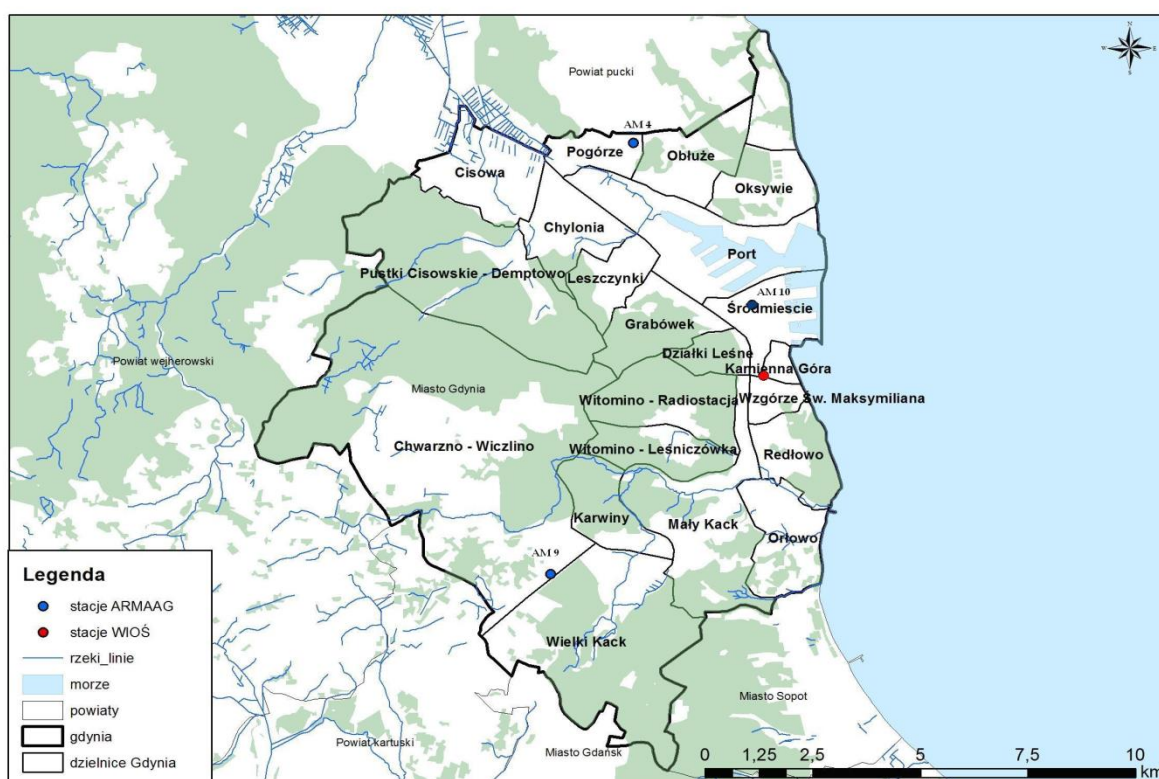 N
W
E
S
Powiat pucki
AM 4
Pogórze
Obłuże
Cisowa
Oksywie
Chylonia
Port
Pustki Cisowskie - Demptowo
Leszczynki
AM 10
Śródmiescie
Grabówek
Działki Leśne
Powiat wejherowski
Kamienna Góra
Miasto Gdynia
Witomino - Radiostacja
Wzgórze Św. Maksymiliana
Chwarzno - Wiczlino
Witomino - Leśniczówka
Redłowo
Karwiny
Mały Kack
Orłowo
AM 9
Wielki Kack
Miasto Sopot
Powiat kartuski
Miasto Gdańsk
Legenda
stacje ARMAAG
stacje WIOŚ
rzeki_linie
morze
powiaty
gdynia
dzielnice Gdynia
0 1,25 2,5 5 7,5 10
km